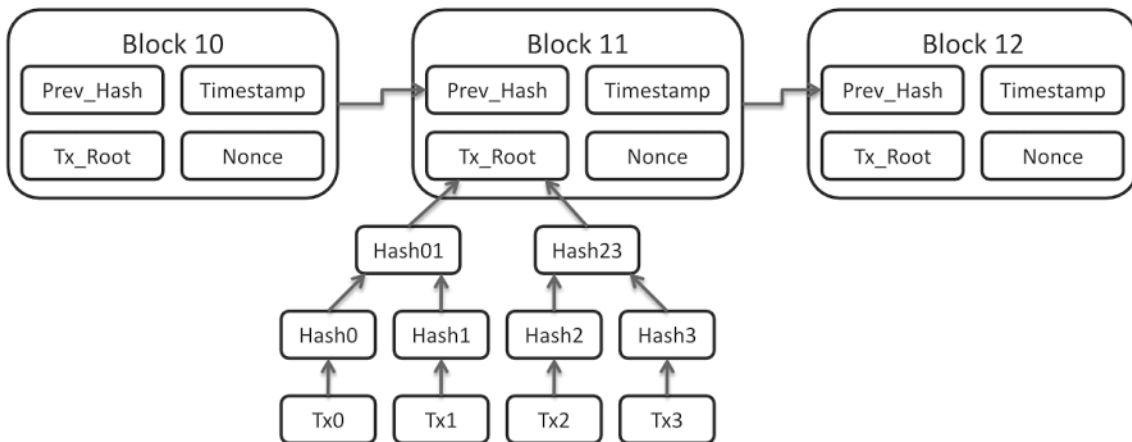 Block 10
Block 11
Block 12
Prev_Hash
Timestamp
Prev_Hash
Timestamp
Prev_Hash
Timestamp
Tx_Root
Nonce
Tx_Root
Nonce
Tx_Root
Nonce
Hash01
Hash23
Hash0
Hash1
Hash2
Hash3
Tx0
Tx1
Tx2
Tx3